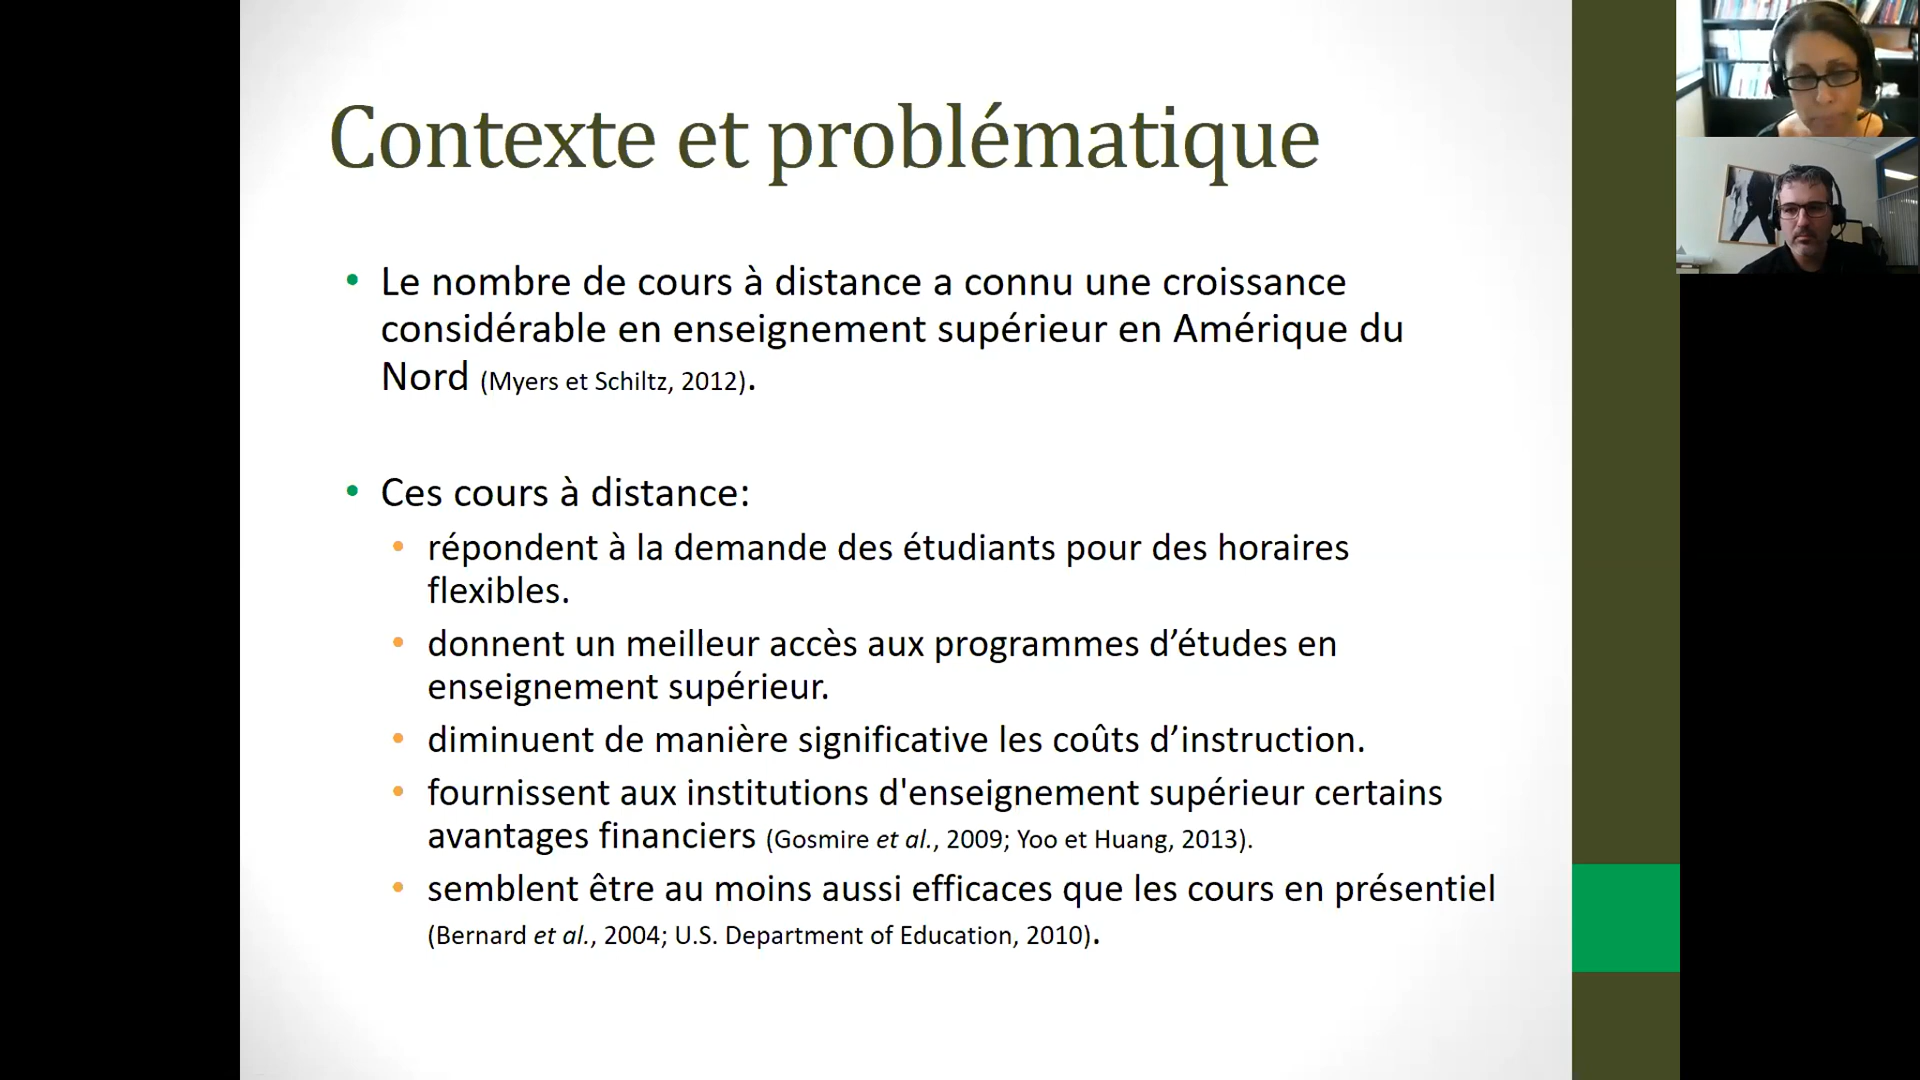 Contexte et problématique
• Le nombre de cours à distance a connu une croissance
considérable en enseignement supérieur en Amérique du
Nord (Myers et Schiltz, 2012).
• Ces cours à distance:
• répondent à la demande des étudiants pour des horaires
flexibles.
• donnent un meilleur accès aux programmes d’études en
enseignement supérieur.
• diminuent de manière significative les coûts d’instruction.
• fournissent aux institutions d'enseignement supérieur certains
avantages financiers (Gosmire et al., 2009; Yoo et Huang, 2013).
• semblent être au moins aussi efficaces que les cours en présentiel
(Bernard et al., 2004; U.S. Department of Education, 2010).